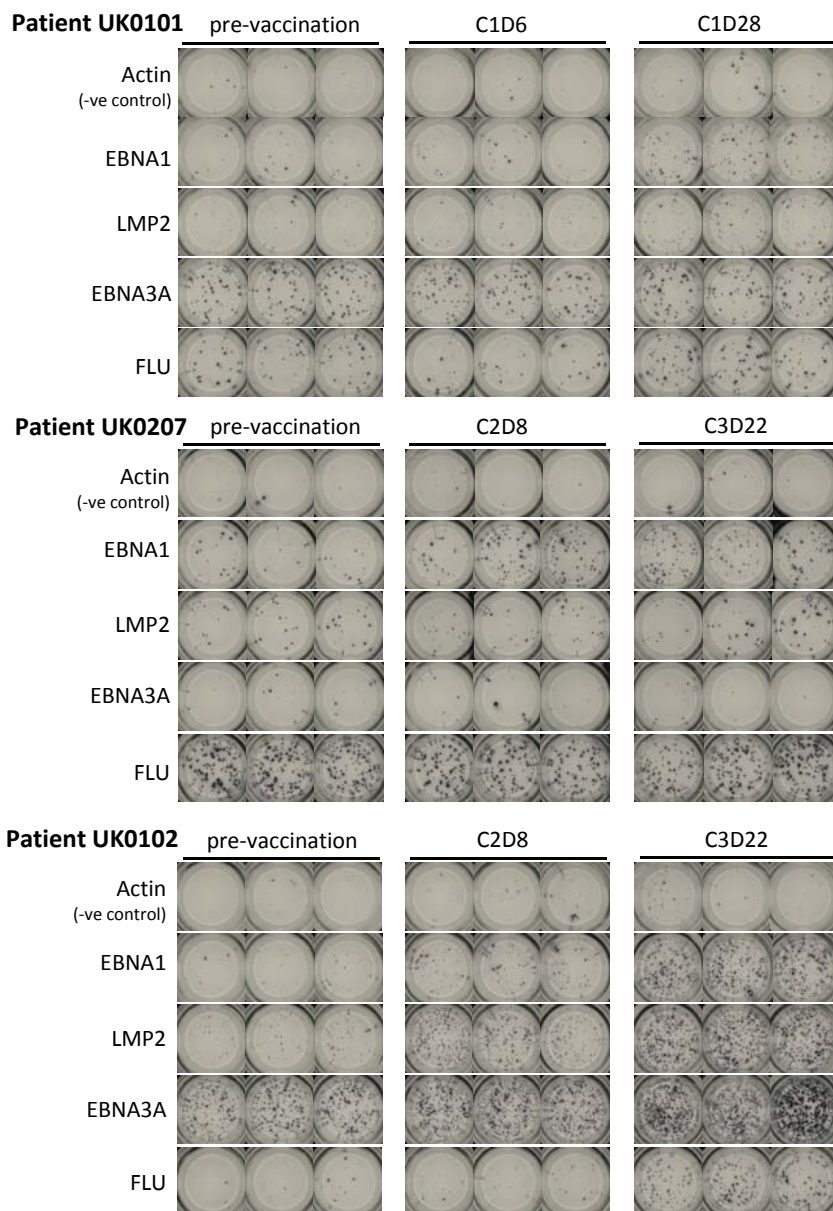 Patient UK0101 pre-vaccination C1D6 C1D28
Actin
(-ve control)
EBNA1
LMP2
EBNA3A
FLU
Patient UK0207 pre-vaccination C2D8 C3D22
Actin
(-ve control)
EBNA1
LMP2
EBNA3A
FLU
Patient UK0102 pre-vaccination C2D8 C3D22
Actin
(-ve control)
EBNA1
LMP2
EBNA3A
FLU